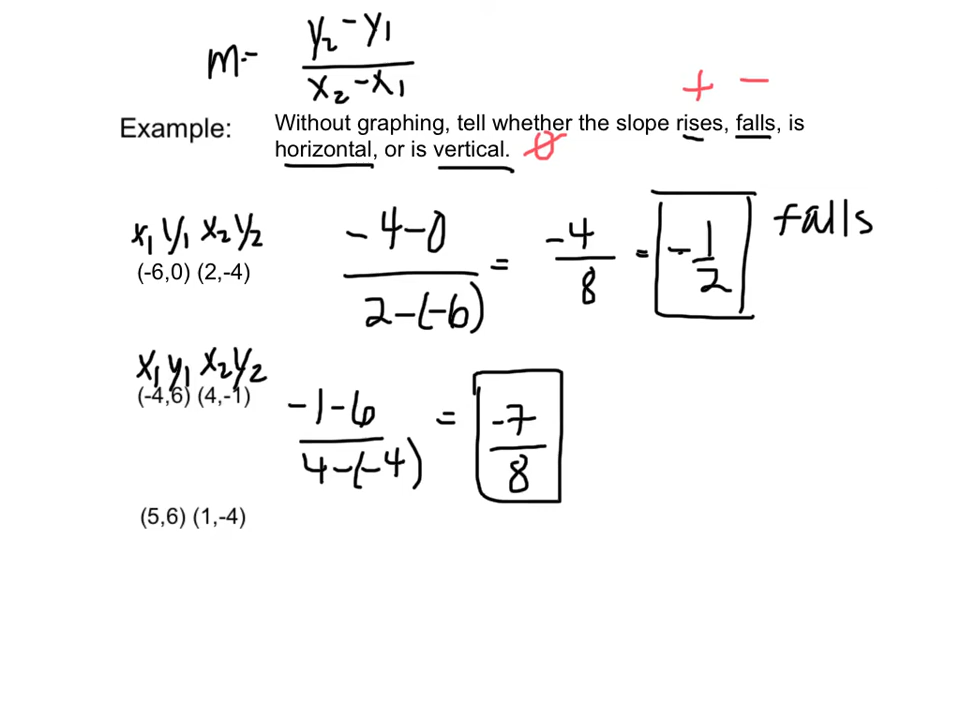 m = y₂ - y₁
x₂ - x₁
+ -
Example: Without graphing, tell whether the slope rises, falls, is
horizontal, or is vertical. 0
x₁ y₁ x₂ y₂
(-6,0) (2,-4)
-4-0
2-(-6)
= -4
8
= -1
2
falls
x₁ y₁ x₂ y₂
(-4,6) (4,-1)
-1-6
4-(-4)
= -7
8
(5,6) (1,-4)